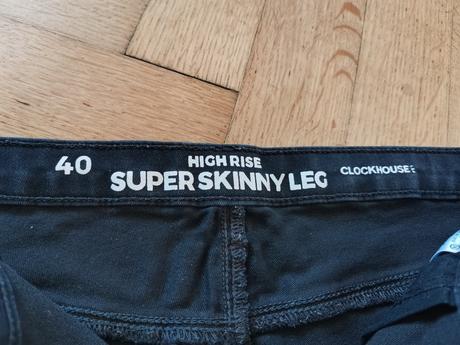 40
HIGH RISE
SUPER SKINNY LEG
CLOCKHOUSE